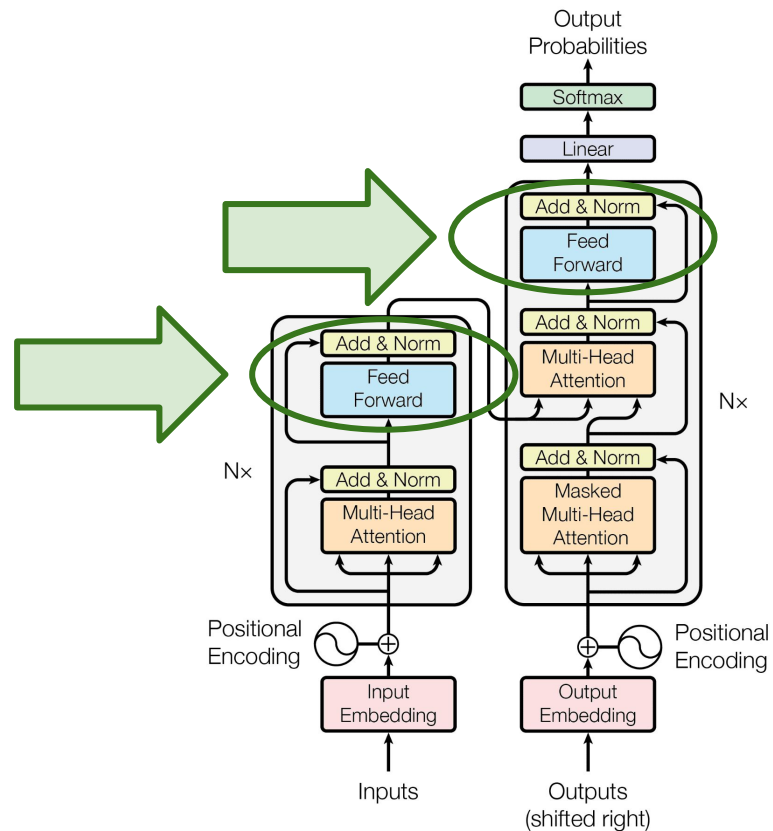 Output
Probabilities
Softmax
Linear
Add & Norm
Feed
Forward
Add & Norm
Multi-Head
Attention
Add & Norm
Masked
Multi-Head
Attention
N×
Add & Norm
Feed
Forward
Add & Norm
Multi-Head
Attention
N×
Positional
Encoding
Positional
Encoding
Input
Embedding
Output
Embedding
Inputs
Outputs
(shifted right)